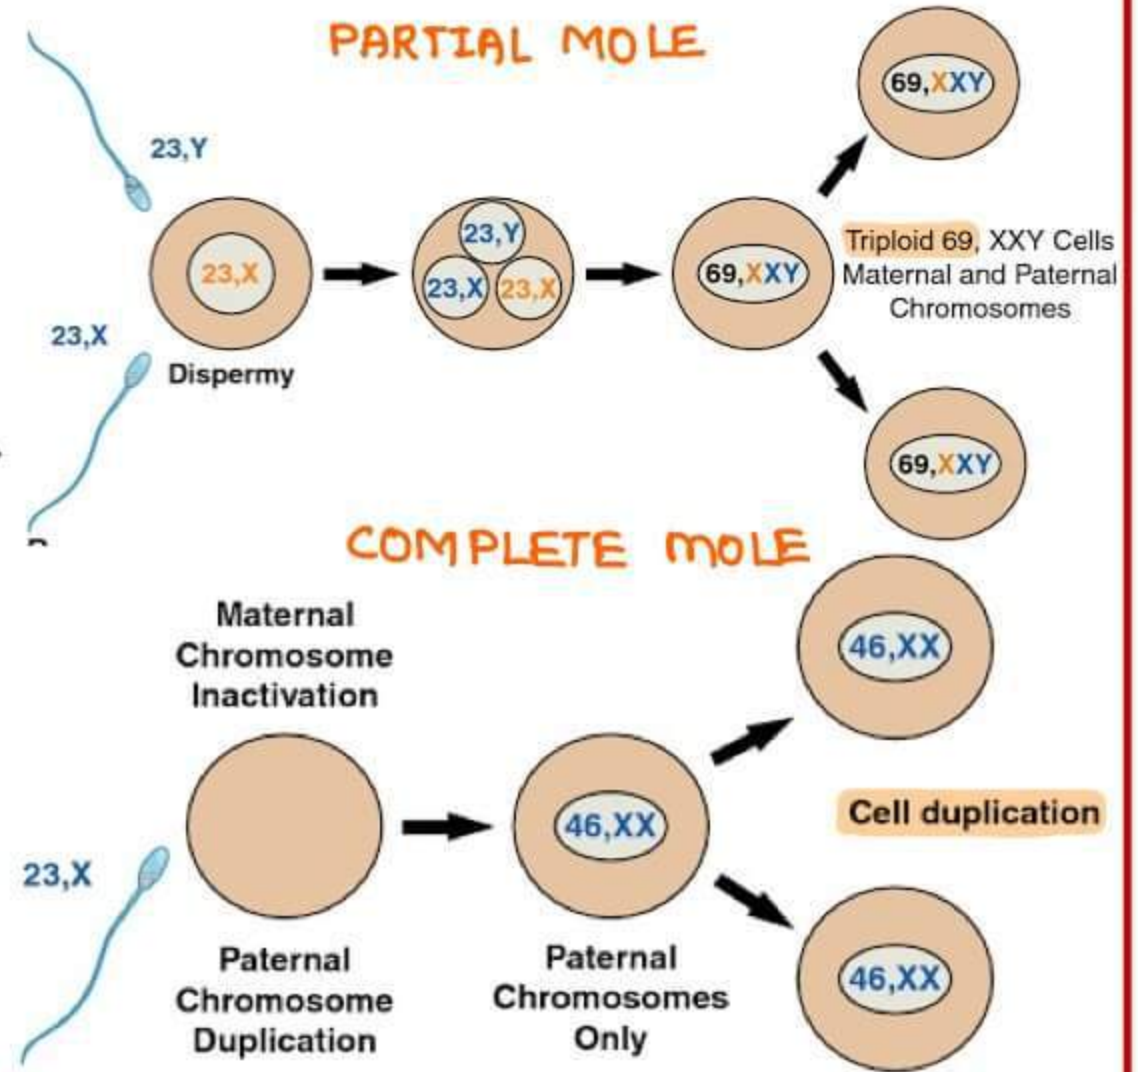 PARTIAL MOLE
69,XXY
23,Y
23,Y
23,X
23,X 23,X
69,XXY
Triploid 69, XXY Cells
Maternal and Paternal
Chromosomes
23,X
Dispermy
69,XXY
COMPLETE MOLE
Maternal
Chromosome
Inactivation
46,XX
46,XX
Cell duplication
23,X
Paternal
Chromosome
Duplication
Paternal
Chromosomes
Only
46,XX